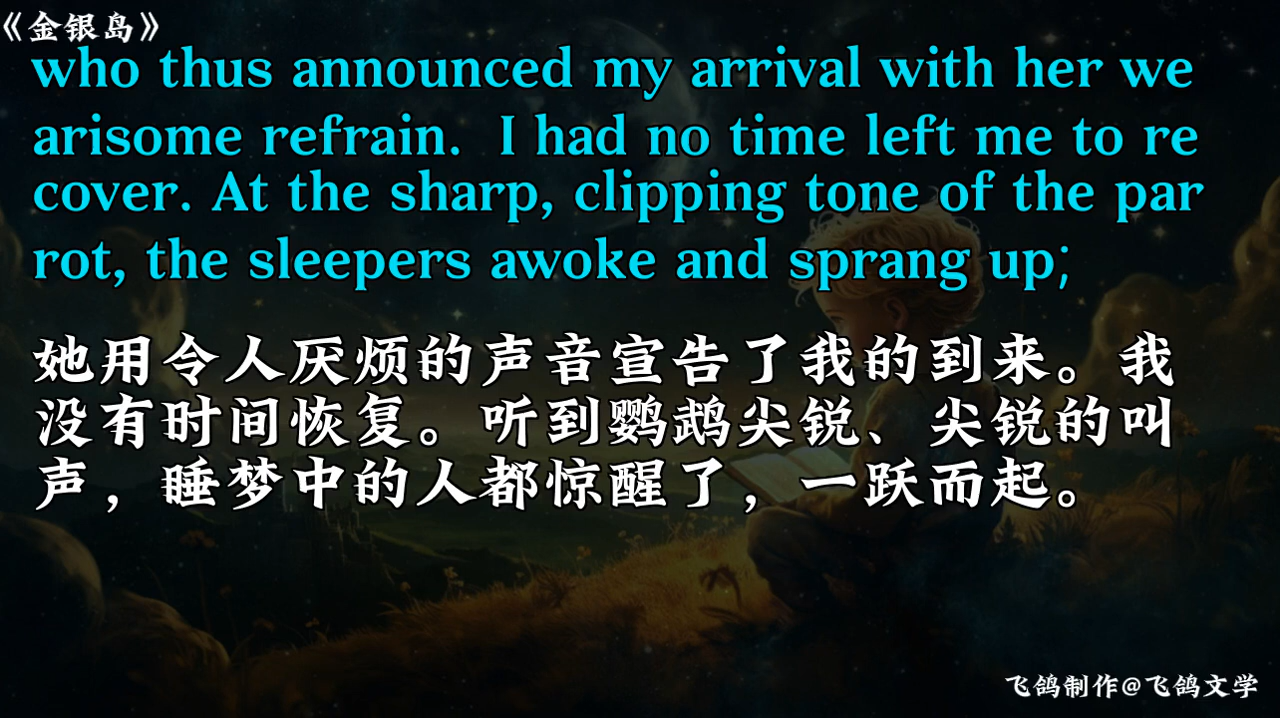 《金银岛》
who thus announced my arrival with her we
arisome refrain.  I had no time left me to re
cover. At the sharp, clipping tone of the par
rot, the sleepers awoke and sprang up;
她用令人厌烦的声音宣告了我的到来。我
没有时间恢复。听到鹦鹉尖锐、尖锐的叫
声，睡梦中的人都惊醒了，一跃而起。
飞鸽制作@飞鸽文学